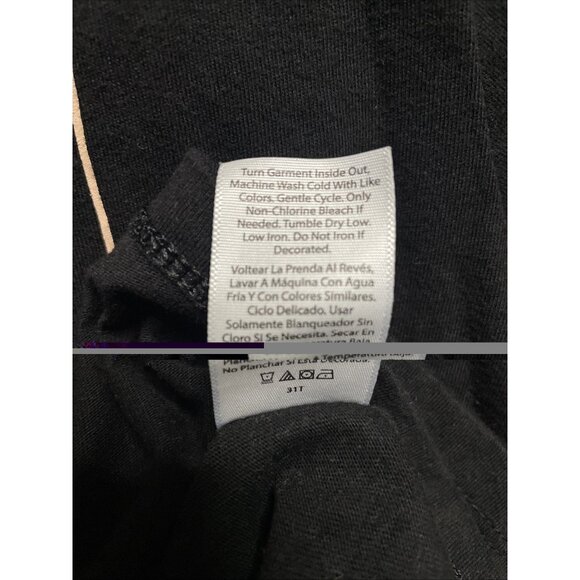 Turn Garment Inside Out,
Machine Wash Cold With Like
Colors. Gentle Cycle. Only
Non-Chlorine Bleach If
Needed. Tumble Dry Low.
Low Iron. Do Not Iron If
Decorated.
Voltear La Prenda Al Revés,
Lavar A Máquina Con Agua
Fría Y Con Colores Similares.
Ciclo Delicado. Usar
Solamente Blanqueador Sin
Cloro Si Se Necesita. Secar En
Temperatura Baja.
No Planchar Si Está Decorada.
31T